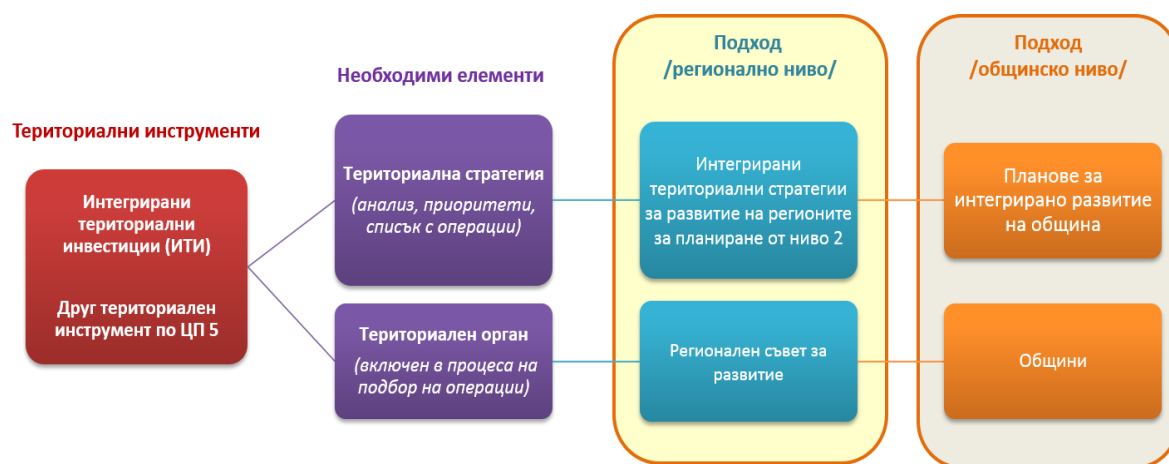 Териториални инструменти
Интегрирани
териториални
инвестиции (ИТИ)
Друг териториален
инструмент по ЦП 5
Необходими елементи
Териториална стратегия
(анализ, приоритети,
списък с операции)
Териториален орган
(включен в процеса на
подбор на операции)
Подход
/регионално ниво/
Интегрирани
териториални стратегии
за развитие на регионите
за планиране от ниво 2
Регионален съвет за
развитие
Подход
/общинско ниво/
Планове за
интегрирано развитие
на община
Общини